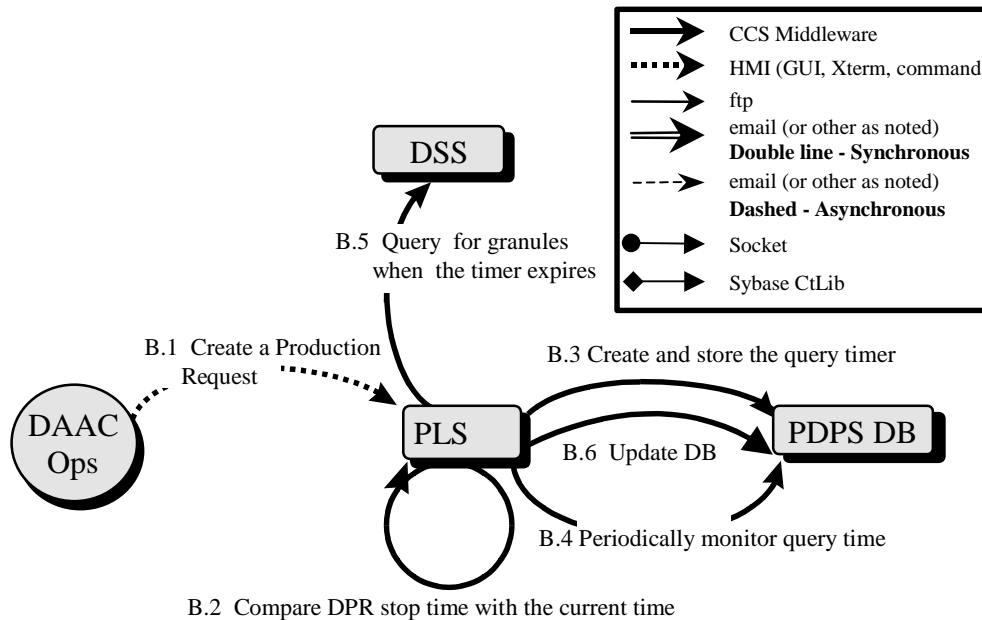 CCS Middleware
HMI (GUI, Xterm, command
ftp
email (or other as noted)
Double line - Synchronous
email (or other as noted)
Dashed - Asynchronous
Socket
Sybase CtLib
DSS
B.5 Query for granules
when the timer expires
B.1 Create a Production
Request
B.3 Create and store the query timer
DAAC
Ops
PLS
PDPS DB
B.6 Update DB
B.4 Periodically monitor query time
B.2 Compare DPR stop time with the current time